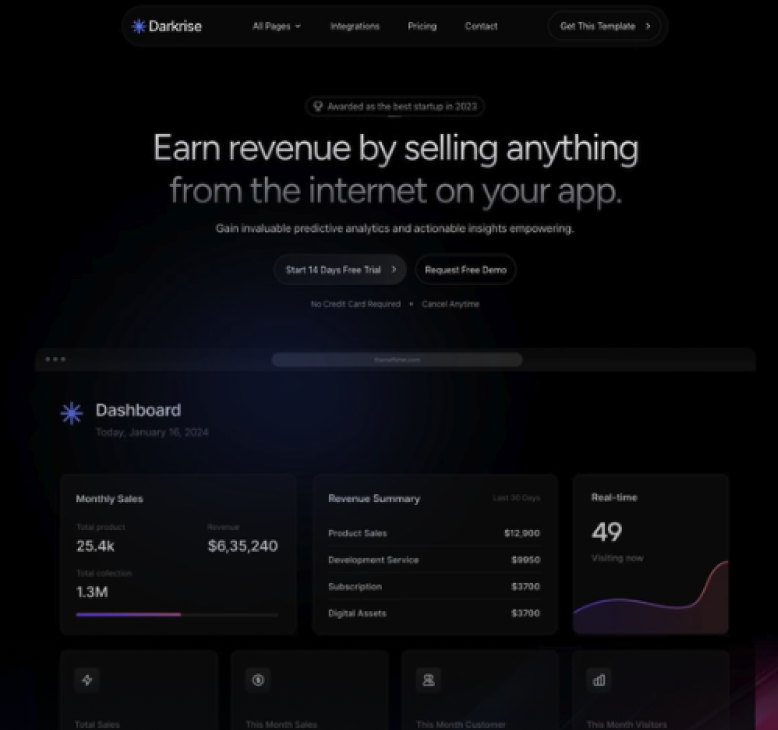 Darkrise
All Pages
Integrations
Pricing
Contact
Get This Template
Awarded as the best startup in 2023
Earn revenue by selling anything
from the internet on your app.
Gain invaluable predictive analytics and actionable insights empowering.
Start 14 Days Free Trial
Request Free Demo
No Credit Card Required • Cancel Anytime
Dashboard
Today, January 16, 2024
Monthly Sales
Total product
25.4k
Revenue
$6,35,240
Total collection
1.3M
Revenue Summary
Last 30 Days
Product Sales $12,900
Development Service $9950
Subscription $3700
Digital Assets $3700
Real-time
49
Visiting now
Total Sales
This Month Sales
This Month Customer
This Month Visitors